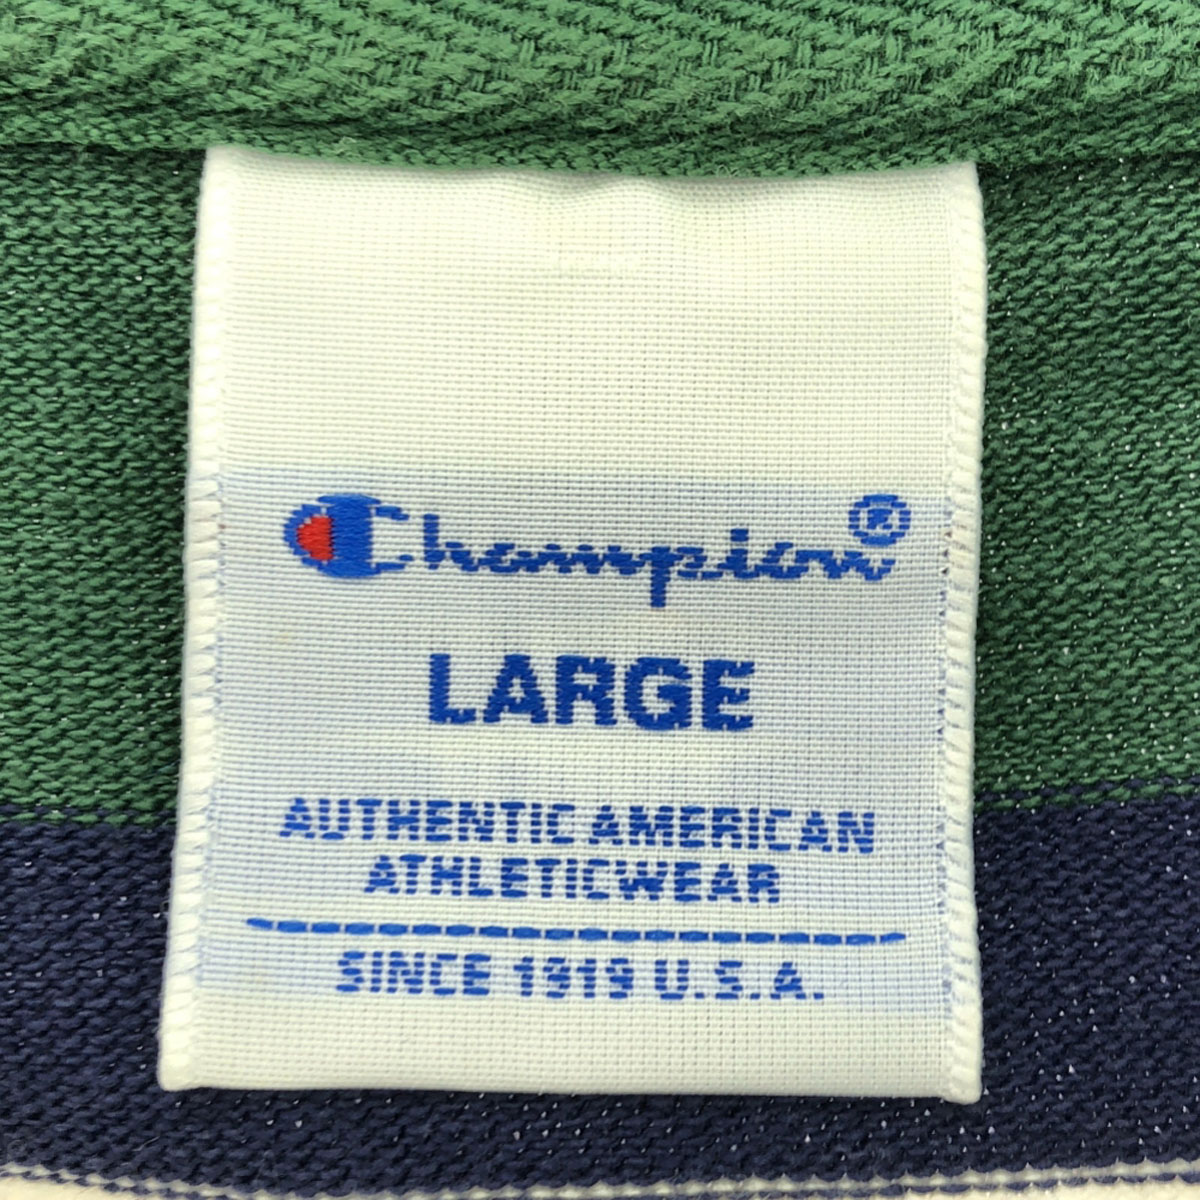 Champion®
LARGE
AUTHENTIC AMERICAN
ATHLETICWEAR
SINCE 1919 U.S.A.